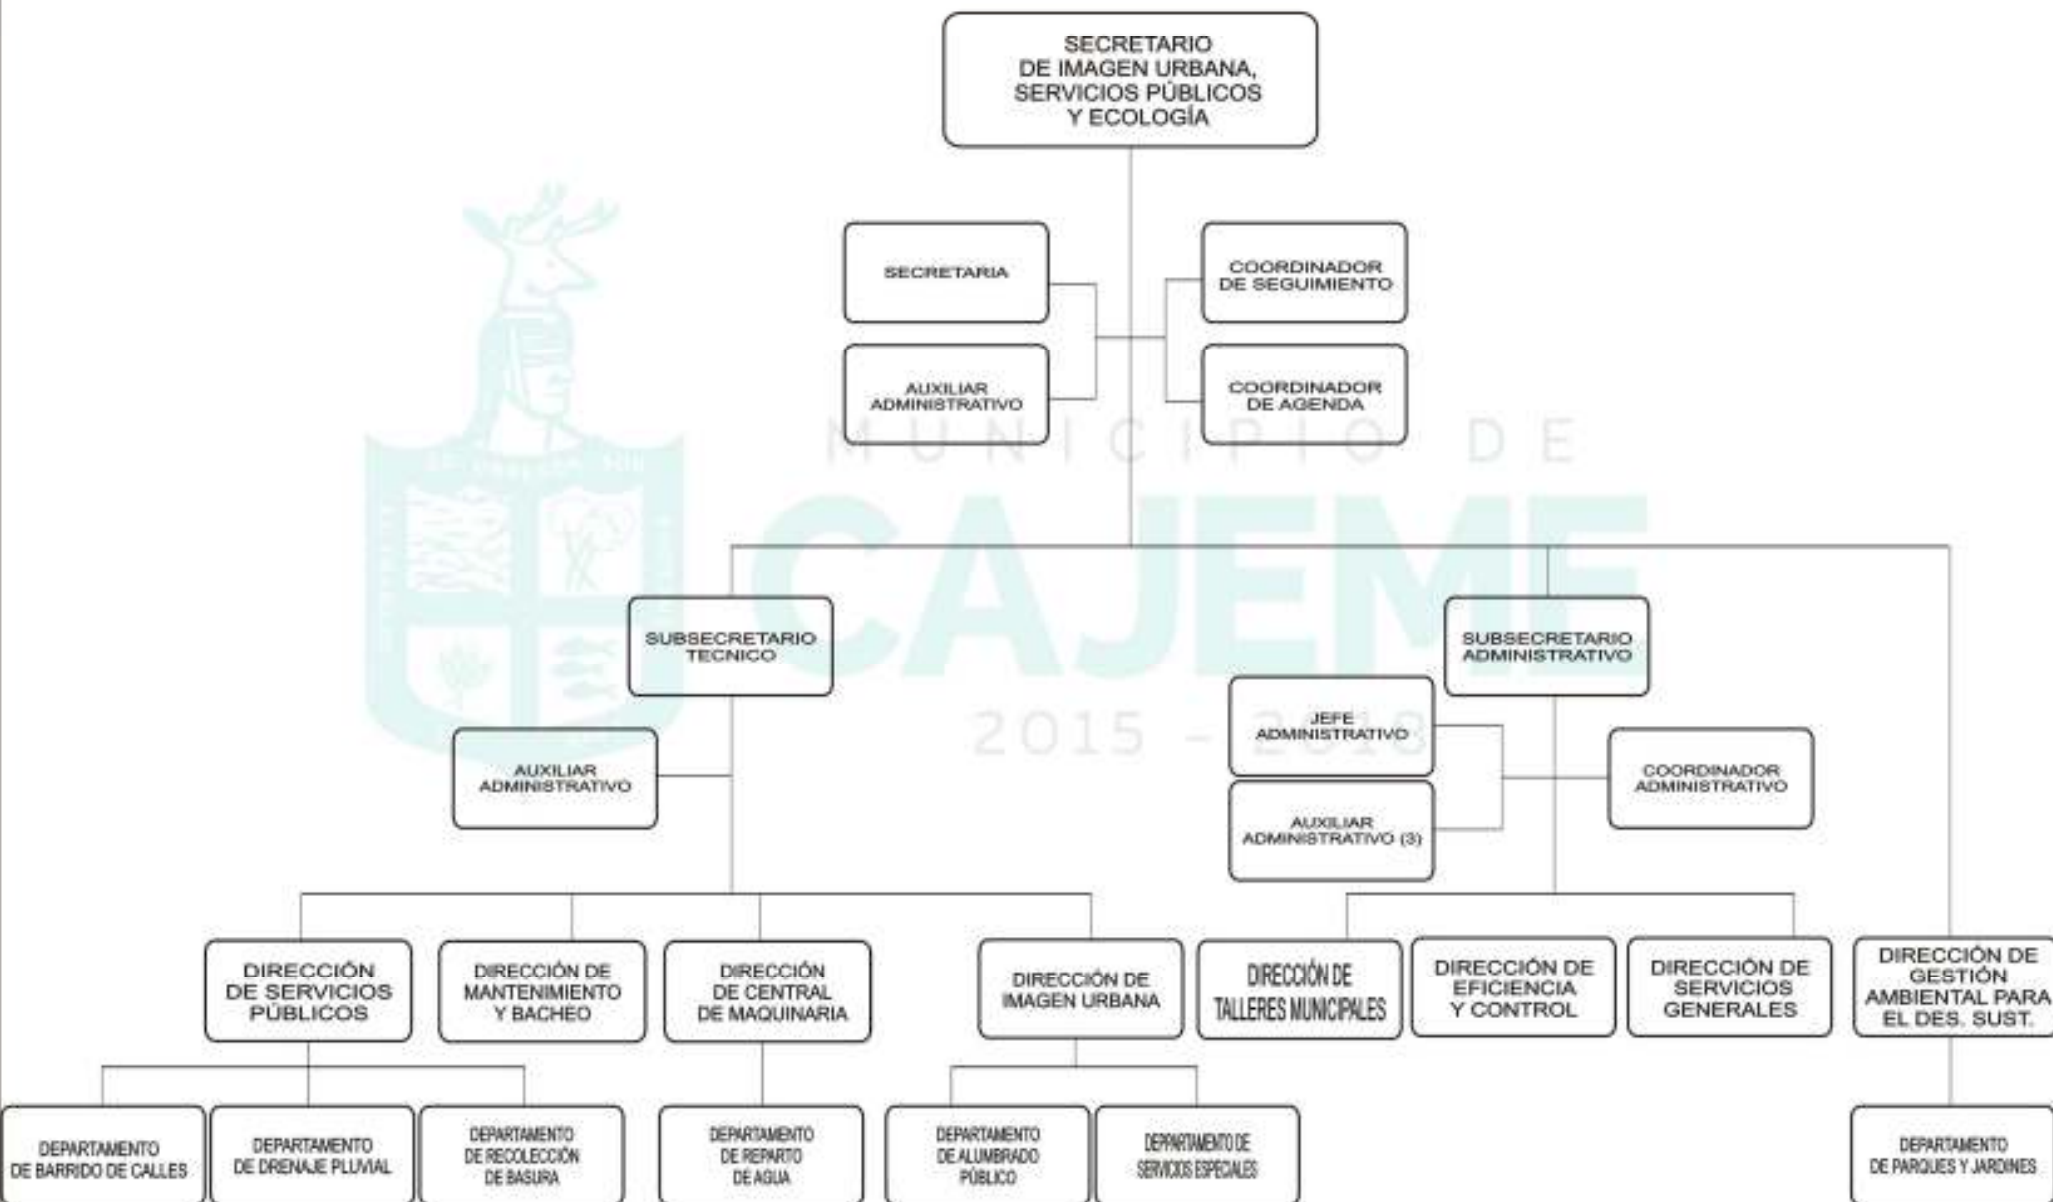 SECRETARIO
DE IMAGEN URBANA,
SERVICIOS PÚBLICOS
Y ECOLOGÍA
SECRETARIA
COORDINADOR
DE SEGUIMIENTO
AUXILIAR
ADMINISTRATIVO
COORDINADOR
DE AGENDA
MUNICIPIO DE
CAJEME
2015 - 2018
SUBSECRETARIO
TECNICO
SUBSECRETARIO
ADMINISTRATIVO
AUXILIAR
ADMINISTRATIVO
JEFE
ADMINISTRATIVO
AUXILIAR
ADMINISTRATIVO (3)
COORDINADOR
ADMINISTRATIVO
DIRECCIÓN
DE SERVICIOS
PÚBLICOS
DIRECCIÓN DE
MANTENIMIENTO
Y BACHEO
DIRECCIÓN
DE CENTRAL
DE MAQUINARIA
DIRECCIÓN DE
IMAGEN URBANA
DIRECCIÓN DE
TALLERES MUNICIPALES
DIRECCIÓN DE
EFICIENCIA
Y CONTROL
DIRECCIÓN DE
SERVICIOS
GENERALES
DIRECCIÓN DE
GESTIÓN
AMBIENTAL PARA
EL DES. SUST.
DEPARTAMENTO
DE BARRIDO DE CALLES
DEPARTAMENTO
DE DRENAJE PLUVIAL
DEPARTAMENTO
DE RECOLECCIÓN
DE BASURA
DEPARTAMENTO
DE REPARTO
DE AGUA
DEPARTAMENTO
DE ALUMBRADO
PÚBLICO
DEPPARTAMENTO DE
SERVICIOS ESPECIALES
DEPARTAMENTO
DE PARQUES Y JARDINES